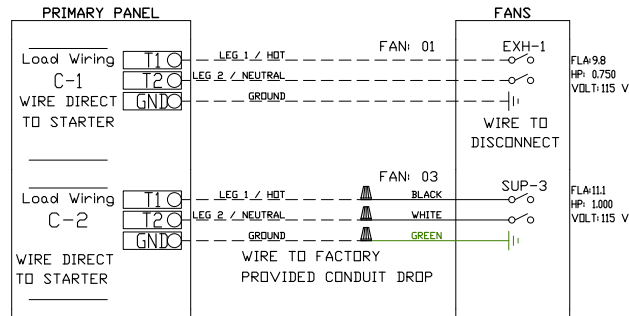 PRIMARY PANEL
FANS
Load Wiring
C-1
WIRE DIRECT
TO STARTER
T1
T2
GND
LEG 1 / HOT
LEG 2 / NEUTRAL
GROUND
FAN: 01
EXH-1
WIRE TO
DISCONNECT
FLA:9.8
HP: 0.750
VOLT:115 V
Load Wiring
C-2
WIRE DIRECT
TO STARTER
T1
T2
GND
LEG 1 / HOT
LEG 2 / NEUTRAL
GROUND
FAN: 03
BLACK
WHITE
GREEN
WIRE TO FACTORY
PROVIDED CONDUIT DROP
SUP-3
FLA:11.1
HP: 1.000
VOLT:115 V